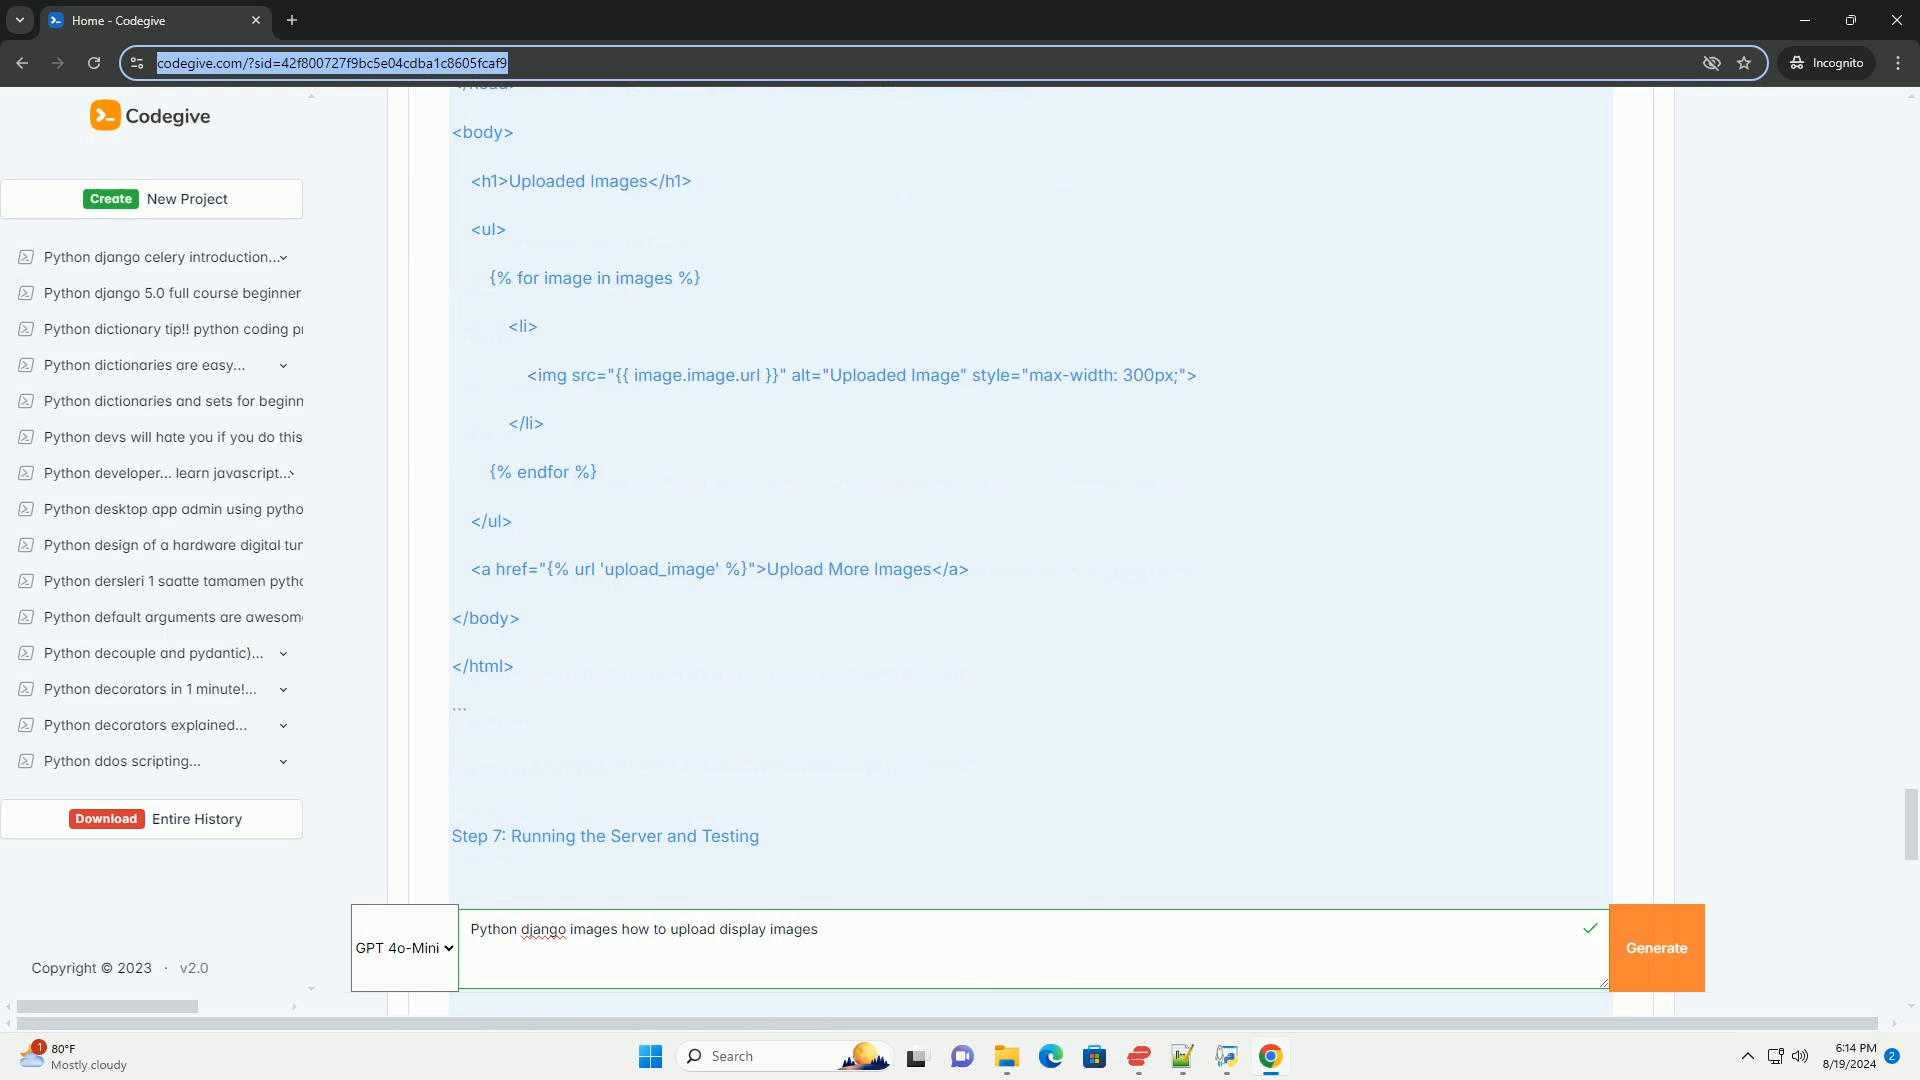 Home - Codegive
codegive.com/?sid=42f800727f9bc5e04cdba1c8605fcaf9
Incognito
Codegive
Create New Project
Python django celery introduction...
Python django 5.0 full course beginner
Python dictionary tip!! python coding pr
Python dictionaries are easy...
Python dictionaries and sets for beginn
Python devs will hate you if you do this
Python developer... learn javascript...
Python desktop app admin using pytho
Python design of a hardware digital tun
Python dersleri 1 saatte tamamen pytho
Python default arguments are awesom
Python decouple and pydantic)...
Python decorators in 1 minute!...
Python decorators explained...
Python ddos scripting...
Download Entire History
Copyright © 2023 · v2.0
<body>
<h1>Uploaded Images</h1>
<ul>
{% for image in images %}
<li>
<img src="{{ image.image.url }}" alt="Uploaded Image" style="max-width: 300px;">
</li>
{% endfor %}
</ul>
<a href="{% url 'upload_image' %}">Upload More Images</a>
</body>
</html>
```
Step 7: Running the Server and Testing
GPT 4o-Mini
Python django images how to upload display images
Generate
1
80°F
Mostly cloudy
Search
6:14 PM
8/19/2024
2